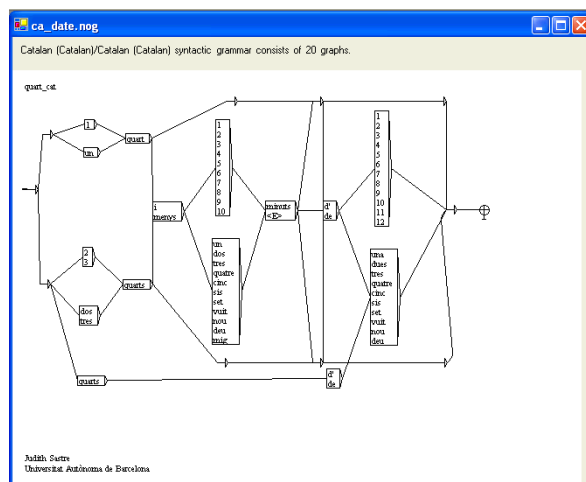 ca_date.nog
Catalan (Catalan)/Catalan (Catalan) syntactic grammar consists of 20 graphs.
quart_cat
1
un
quart
2
3
dos
tres
quarts
quarts
i
menys
1
2
3
4
5
6
7
8
9
10
un
dos
tres
quatre
cinc
sis
set
vuit
nou
deu
mig
minuts
<E>
d'
de
1
2
3
4
5
6
7
8
9
10
11
12
una
dues
tres
quatre
cinc
sis
set
vuit
nou
deu
d'
de
Judith Sastre
Universitat Autònoma de Barcelona